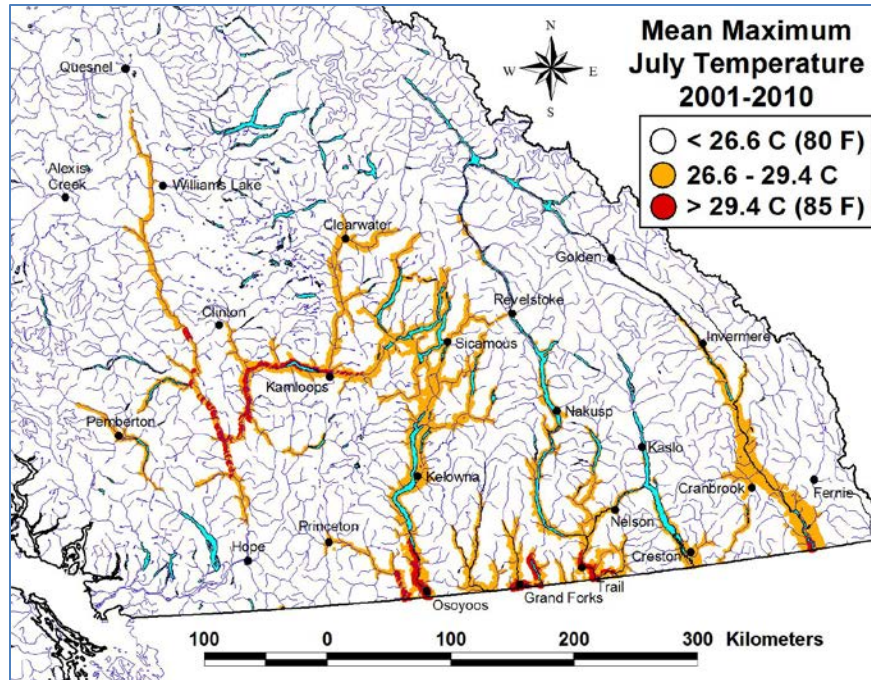 Mean Maximum
July Temperature
2001-2010
< 26.6 C (80 F)
26.6 - 29.4 C
> 29.4 C (85 F)
N
W E
S
Quesnel
Alexis
Creek
Williams Lake
Clearwater
Golden
Clinton
Revelstoke
Sicamous
Invermere
Kamloops
Pemberton
Nakusp
Kaslo
Kelowna
Cranbrook
Fernie
Nelson
Princeton
Hope
Creston
Trail
Osoyoos
Grand Forks
100 0 100 200 300 Kilometers